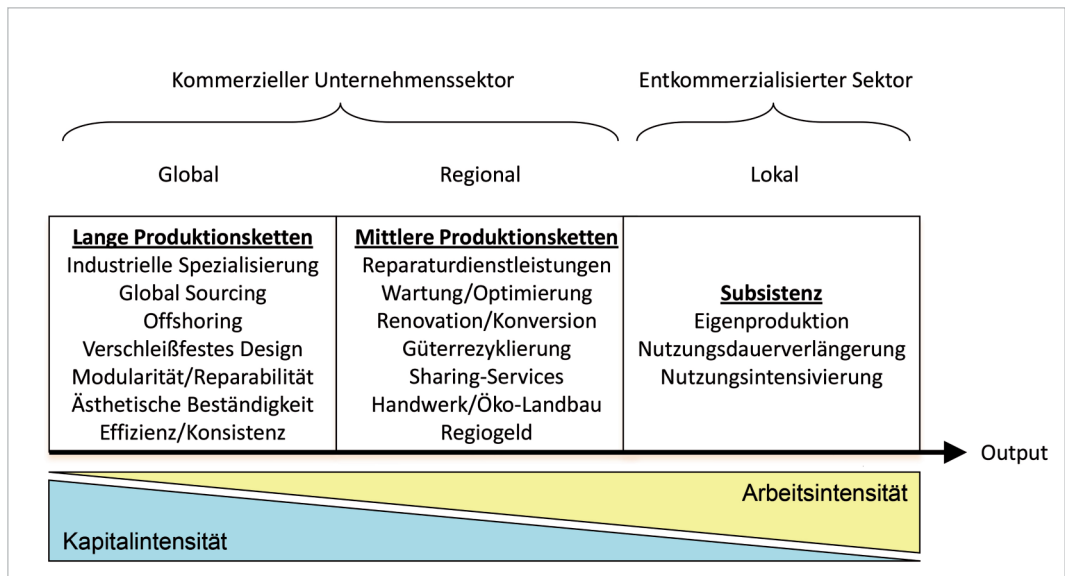 Kommerzieller Unternehmenssektor
Entkommerzialisierter Sektor
Global
Regional
Lokal
Lange Produktionsketten
Industrielle Spezialisierung
Global Sourcing
Offshoring
Verschleißfestes Design
Modularität/Reparabilität
Ästhetische Beständigkeit
Effizienz/Konsistenz
Mittlere Produktionsketten
Reparaturdienstleistungen
Wartung/Optimierung
Renovation/Konversion
Güterrezyklierung
Sharing-Services
Handwerk/Öko-Landbau
Regiogeld
Subsistenz
Eigenproduktion
Nutzungsdauerverlängerung
Nutzungsintensivierung
Output
Arbeitsintensität
Kapitalintensität